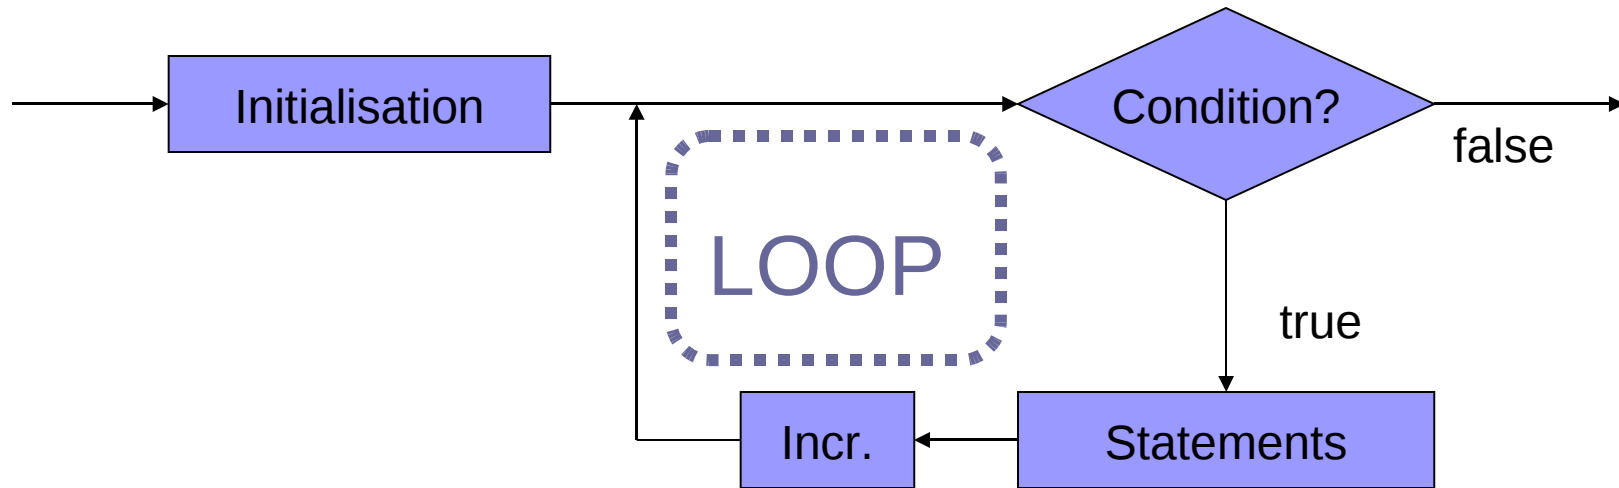 Initialisation
Condition?
false
LOOP
true
Incr.
Statements